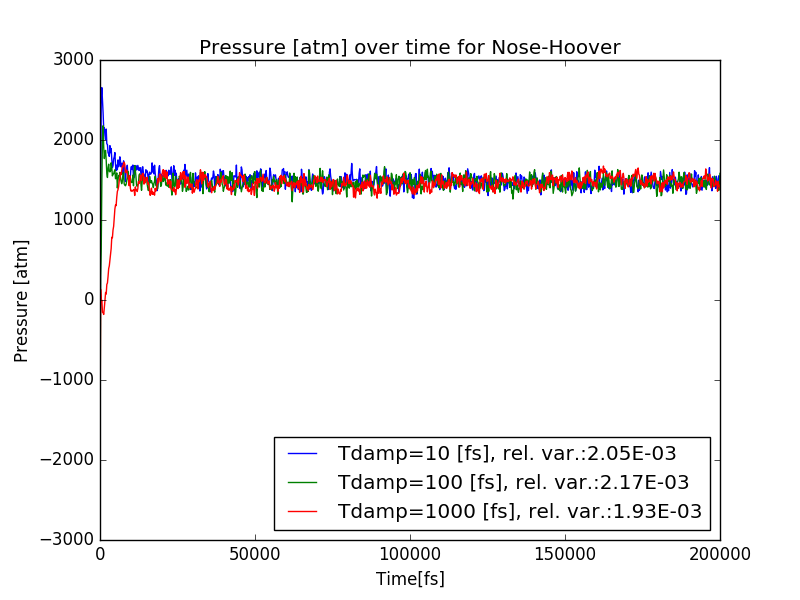 Pressure [atm] over time for Nose-Hoover
3000
2000
1000
0
−1000
−2000
−3000
Pressure [atm]
Tdamp=10 [fs], rel. var.:2.05E-03
Tdamp=100 [fs], rel. var.:2.17E-03
Tdamp=1000 [fs], rel. var.:1.93E-03
0 50000 100000 150000 200000
Time[fs]